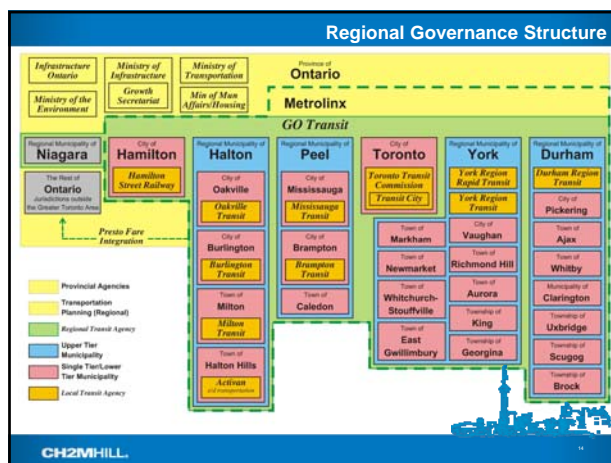 Regional Governance Structure
Infrastructure
Ontario
Ministry of
Infrastructure
Ministry of
Transportation
Province of
Ontario
Ministry of the
Environment
Growth
Secretariat
Min of Mun
Affairs/Housing
Metrolinx
GO Transit
Regional Municipality of
Niagara
City of
Hamilton
Hamilton
Street Railway
Regional Municipality of
Halton
Regional Municipality of
Peel
City of
Toronto
Toronto Transit
Commission
Transit City
Regional Municipality of
York
York Region
Rapid Transit
York Region
Transit
Regional Municipality of
Durham
Durham Region
Transit
The Rest of
Ontario
Jurisdictions outside
the Greater Toronto Area
Presto Fare
Integration
City of
Oakville
Oakville
Transit
City of
Burlington
Burlington
Transit
Town of
Milton
Milton
Transit
Town of
Halton Hills
Activan
City of
Mississauga
Mississauga
Transit
City of
Brampton
Brampton
Transit
Town of
Caledon
Town of
Markham
Town of
Newmarket
Town of
Whitchurch-
Stouffville
Town of
East
Gwillimbury
City of
Vaughan
Town of
Richmond Hill
Town of
Aurora
Township of
King
Township of
Georgina
City of
Pickering
Town of
Ajax
Town of
Whitby
Municipality of
Clarington
Township of
Uxbridge
Township of
Scugog
Township of
Brock
Provincial Agencies
Transportation
Planning (Regional)
Regional Transit Agency
Upper Tier
Municipality
Single Tier/Lower
Tier Municipality
Local Transit Agency
CH2MHILL.
14